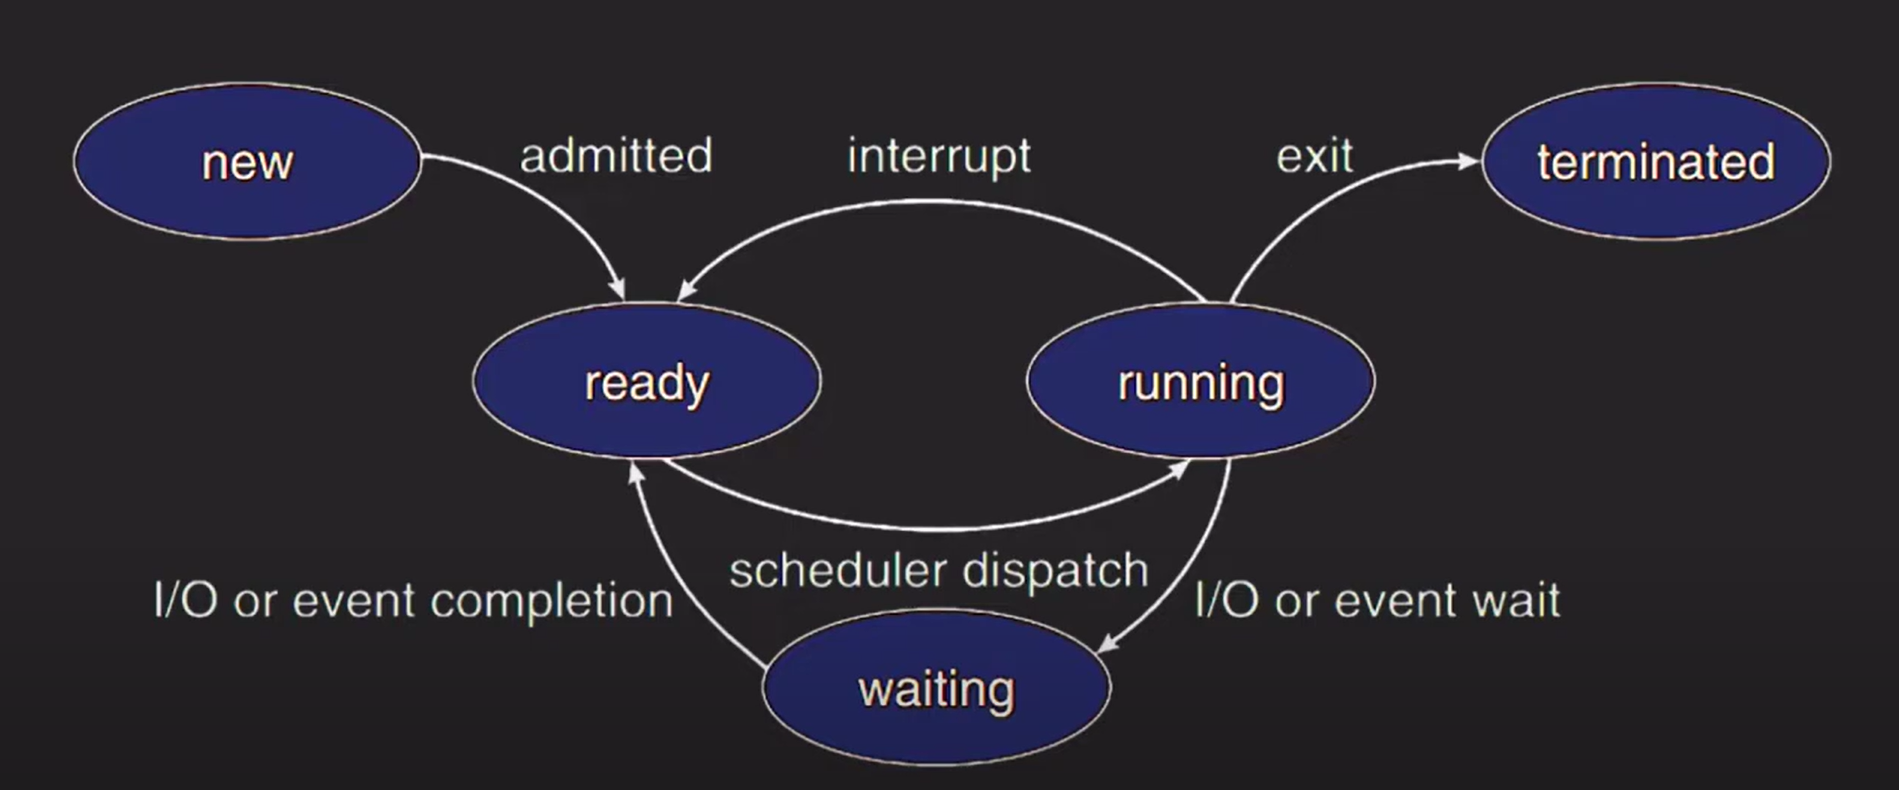 new
admitted
interrupt
exit
terminated
ready
running
scheduler dispatch
I/O or event completion
I/O or event wait
waiting